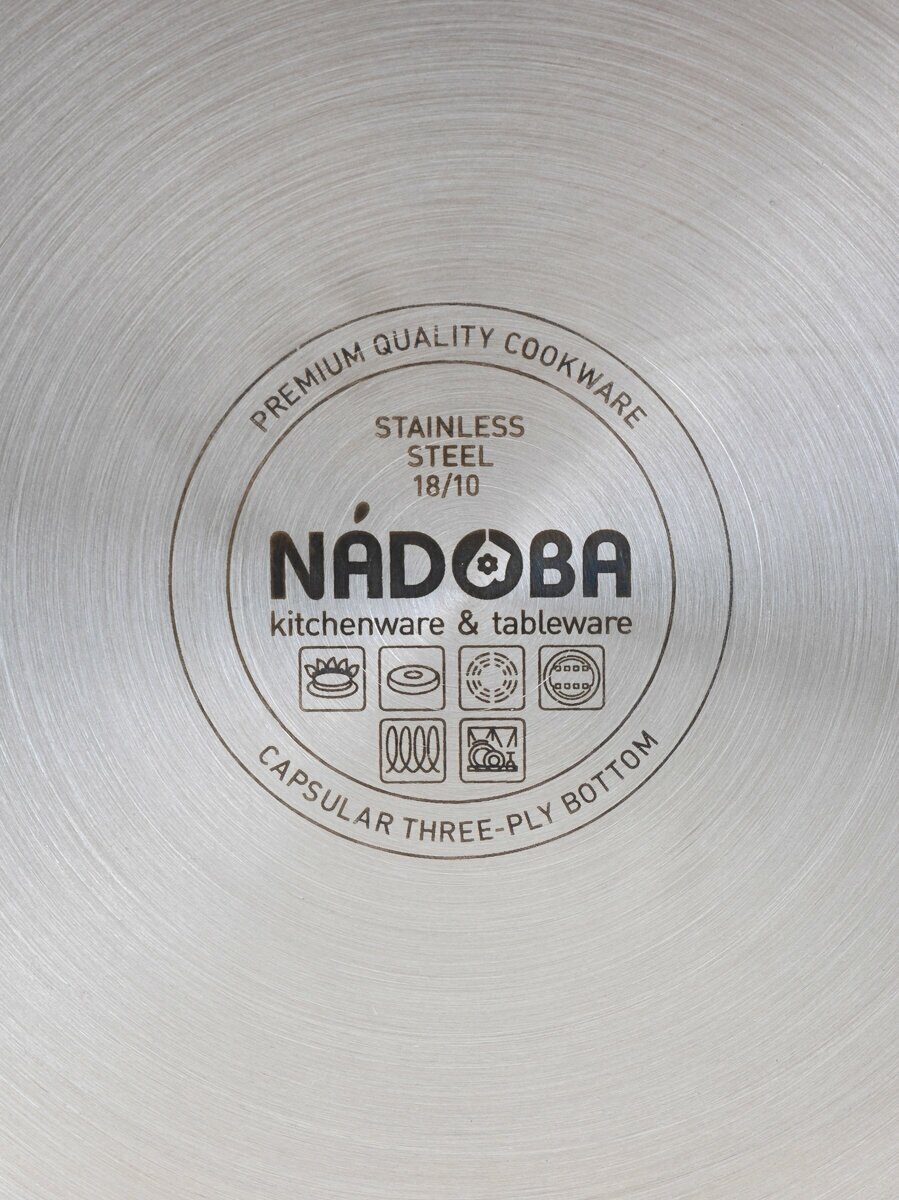 PREMIUM QUALITY COOKWARE
STAINLESS
STEEL
18/10
NÁDOBA
kitchenware & tableware
CAPSULAR THREE-PLY BOTTOM